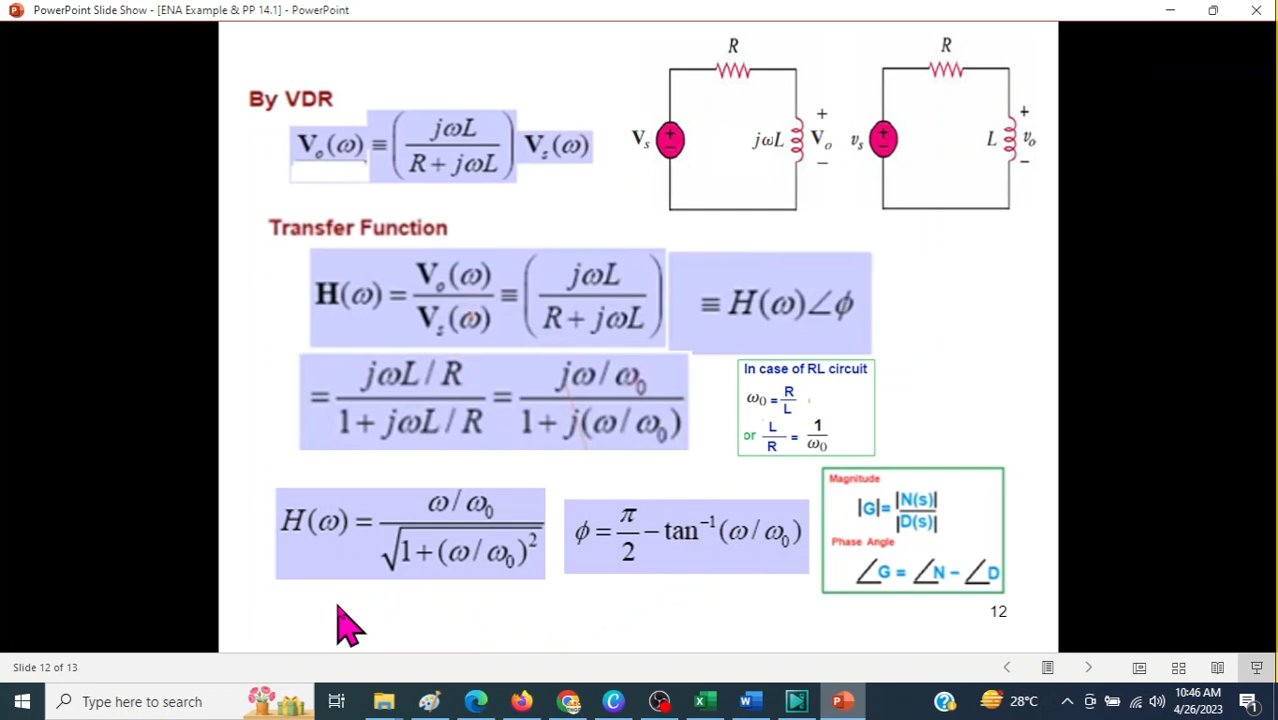 PowerPoint Slide Show - [ENA Example & PP 14.1] - PowerPoint
R R
By VDR
V_o(ω) ≡ ( jωL / (R + jωL) ) V_s(ω)
V_s + − jωL + V_o − v_s + − L + v_o −
Transfer Function
H(ω) = V_o(ω) / V_s(ω) ≡ ( jωL / (R + jωL) ) ≡ H(ω)∠ϕ
= (jωL / R) / (1 + jωL / R) = (jω / ω_0) / (1 + j(ω / ω_0))
In case of RL circuit
ω_0 = R / L
or L / R = 1 / ω_0
H(ω) = (ω / ω_0) / √(1 + (ω / ω_0)^2)
ϕ = π / 2 − tan^−1(ω / ω_0)
Magnitude
|G| = |N(s)| / |D(s)|
Phase Angle
∠G = ∠N − ∠D
12
Slide 12 of 13
Type here to search
28°C
10:46 AM
4/26/2023
1